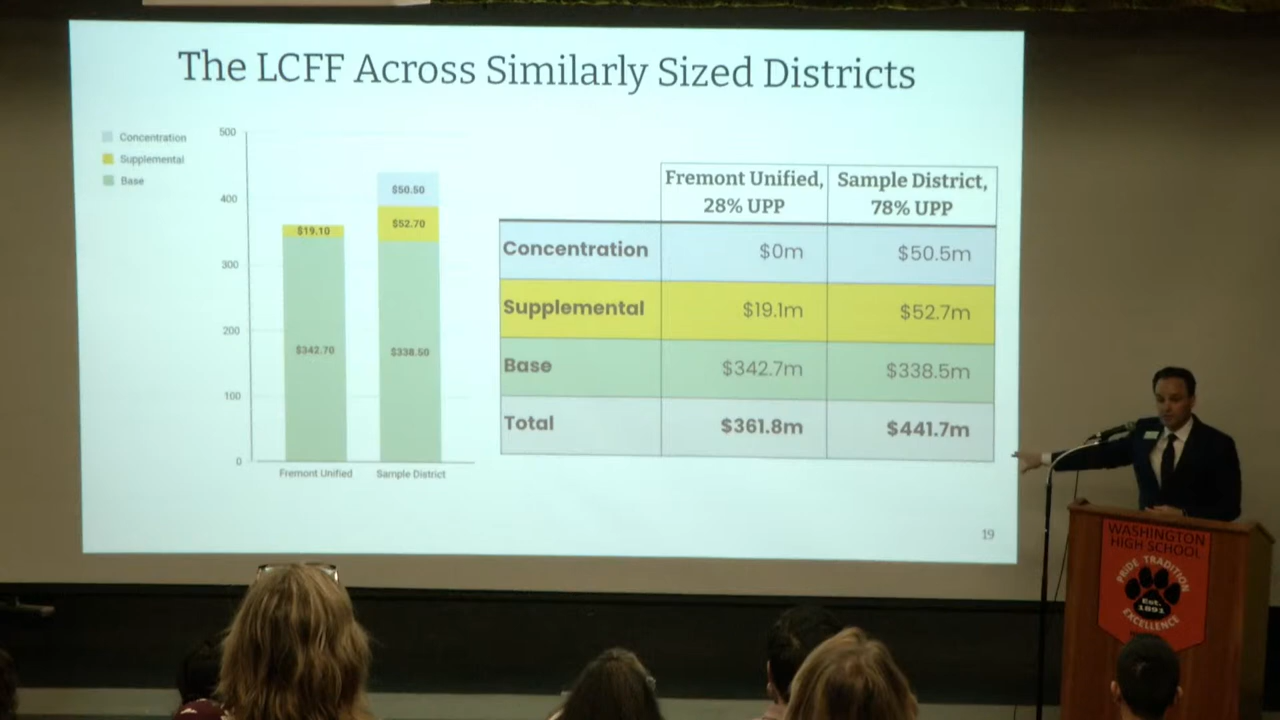 The LCFF Across Similarly Sized Districts
Concentration
Supplemental
Base
500
400
300
200
100
0
$19.10
$342.70
$50.50
$52.70
$338.50
Fremont Unified
Sample District
Fremont Unified, 28% UPP
Sample District, 78% UPP
Concentration $0m $50.5m
Supplemental $19.1m $52.7m
Base $342.7m $338.5m
Total $361.8m $441.7m
19
WASHINGTON
HIGH SCHOOL
PRIDE TRADITION
Est.
1891
EXCELLENCE